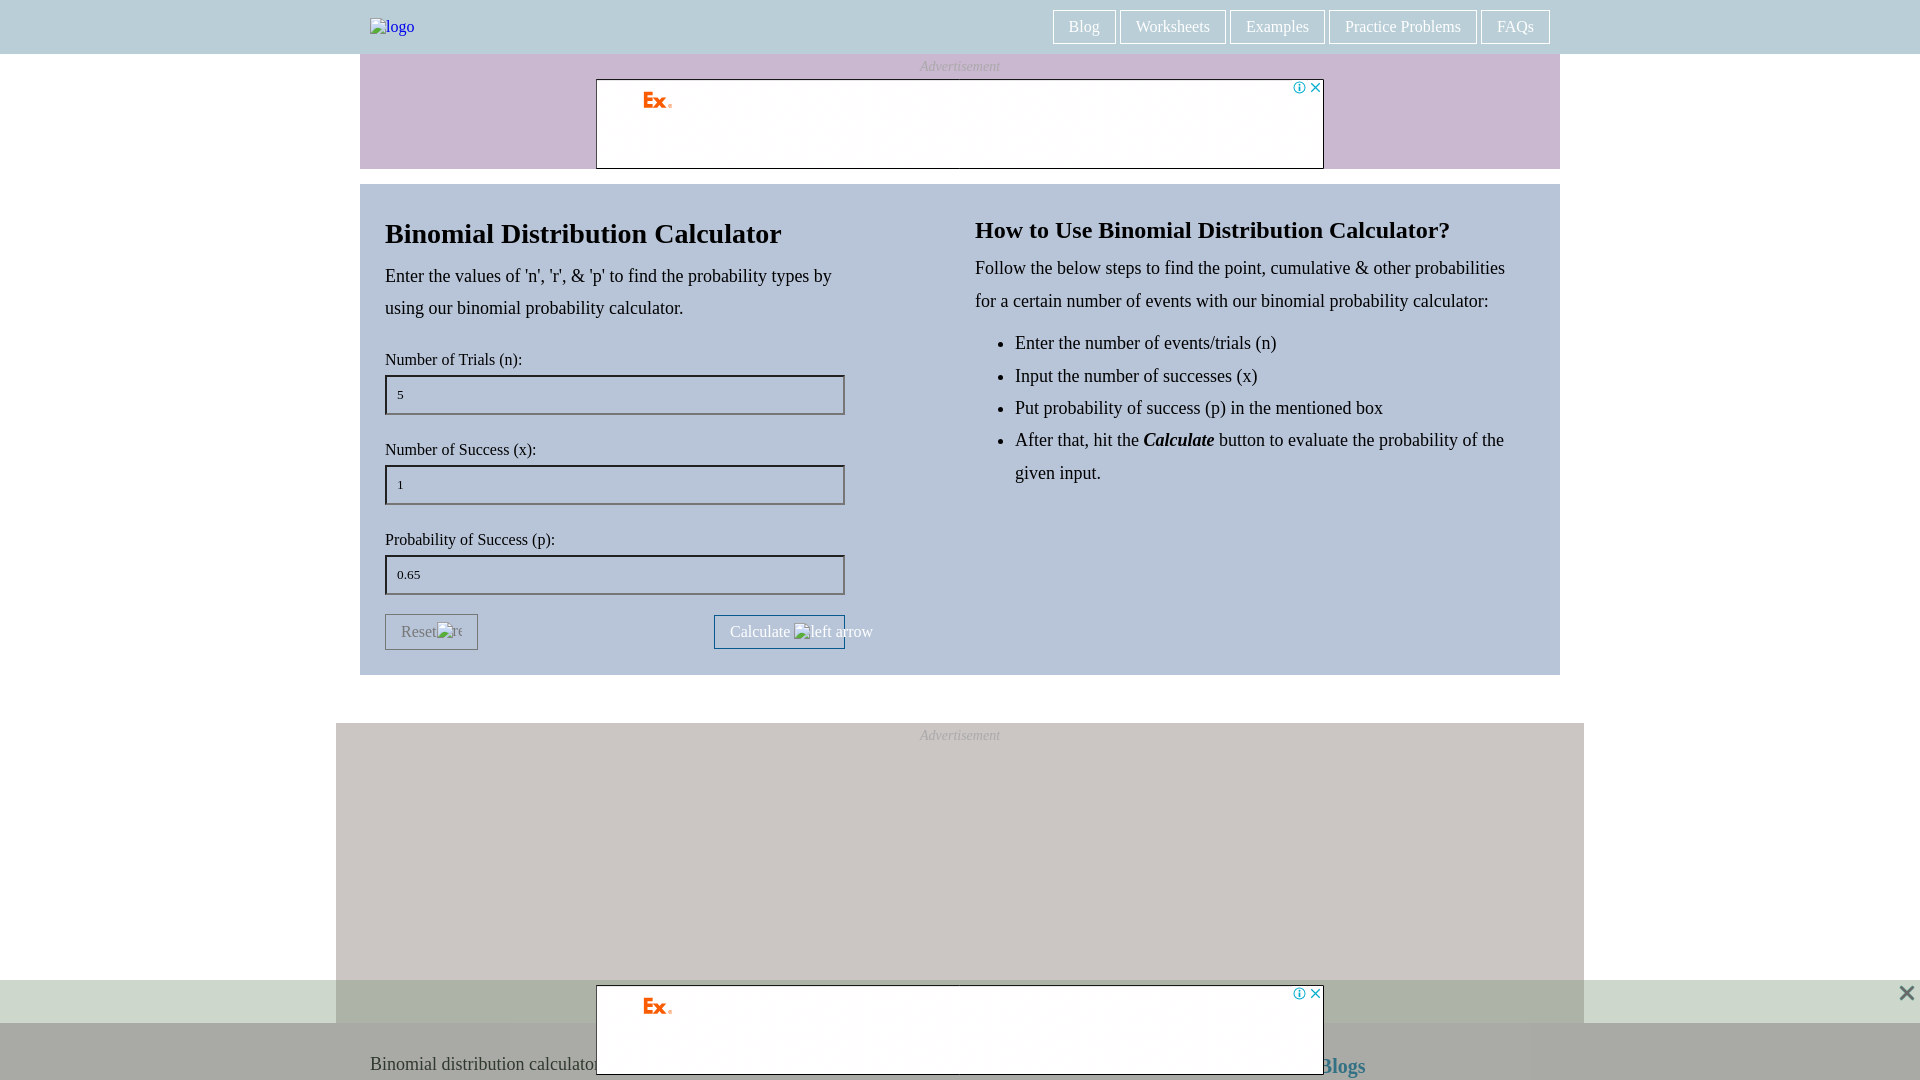 logo
Blog
Worksheets
Examples
Practice Problems
FAQs
Advertisement
Ex.
Binomial Distribution Calculator
Enter the values of 'n', 'r', & 'p' to find the probability types by
using our binomial probability calculator.
Number of Trials (n):
5
Number of Success (x):
1
Probability of Success (p):
0.65
Reset
Calculate left arrow
How to Use Binomial Distribution Calculator?
Follow the below steps to find the point, cumulative & other probabilities
for a certain number of events with our binomial probability calculator:
• Enter the number of events/trials (n)
• Input the number of successes (x)
• Put probability of success (p) in the mentioned box
• After that, hit the Calculate button to evaluate the probability of the
given input.
Advertisement
Ex.
Binomial distribution calculator
Blogs